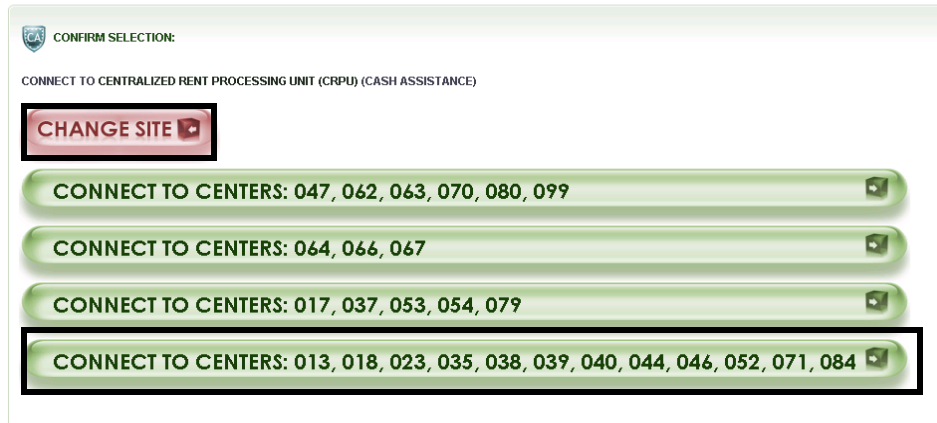 CA
CONFIRM SELECTION:
CONNECT TO CENTRALIZED RENT PROCESSING UNIT (CRPU) (CASH ASSISTANCE)
CHANGE SITE
CONNECT TO CENTERS: 047, 062, 063, 070, 080, 099
CONNECT TO CENTERS: 064, 066, 067
CONNECT TO CENTERS: 017, 037, 053, 054, 079
CONNECT TO CENTERS: 013, 018, 023, 035, 038, 039, 040, 044, 046, 052, 071, 084